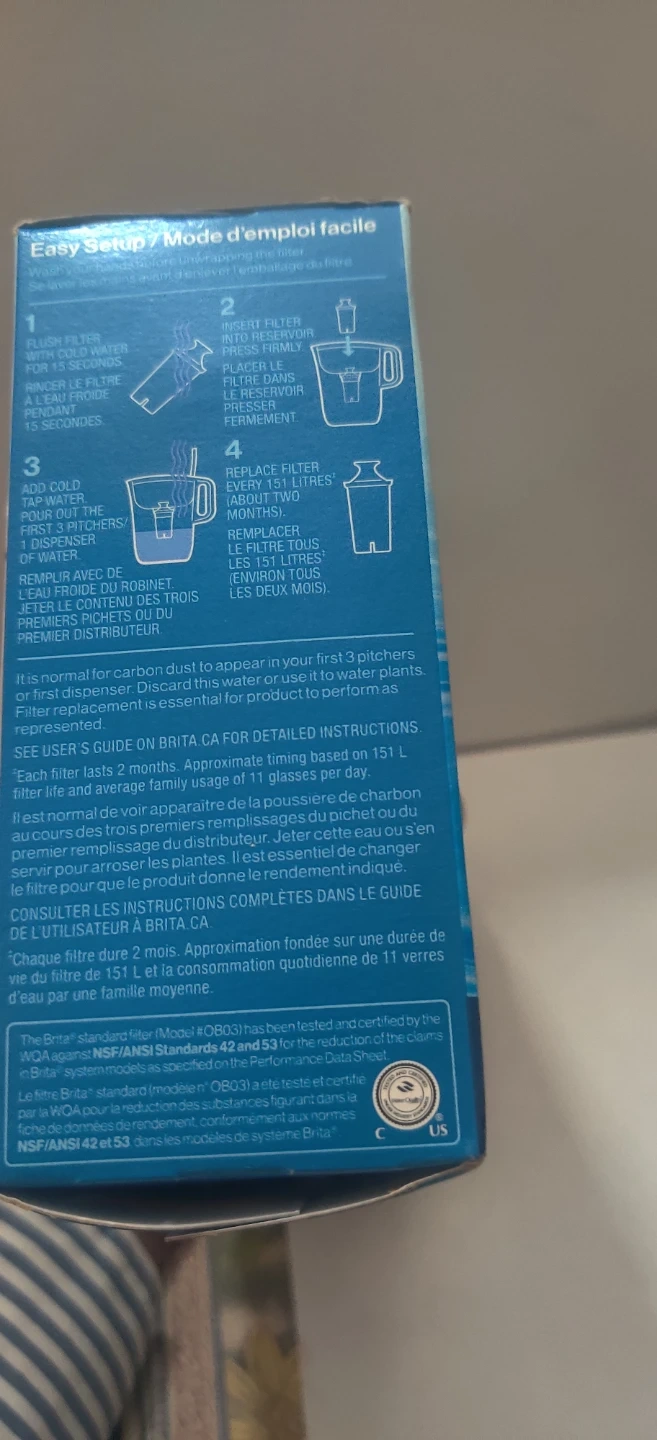 Easy Setup / Mode d'emploi facile
Wash your hands before unwrapping the filter.
Se laver les mains avant d'enlever l'emballage du filtre.
1
FLUSH FILTER
WITH COLD WATER
FOR 15 SECONDS.
RINCER LE FILTRE
À L'EAU FROIDE
PENDANT
15 SECONDES.
2
INSERT FILTER
INTO RESERVOIR
PRESS FIRMLY.
PLACER LE
FILTRE DANS
LE RESERVOIR
PRESSER
FERMEMENT.
3
ADD COLD
TAP WATER.
POUR OUT THE
FIRST 3 PITCHERS/
1 DISPENSER
OF WATER.
REMPLIR AVEC DE
L'EAU FROIDE DU ROBINET.
JETER LE CONTENU DES TROIS
PREMIERS PICHETS OU DU
PREMIER DISTRIBUTEUR.
4
REPLACE FILTER
EVERY 151 LITRES‡
(ABOUT TWO
MONTHS).
REMPLACER
LE FILTRE TOUS
LES 151 LITRES‡
(ENVIRON TOUS
LES DEUX MOIS).
It is normal for carbon dust to appear in your first 3 pitchers
or first dispenser. Discard this water or use it to water plants.
Filter replacement is essential for product to perform as
represented.
SEE USER'S GUIDE ON BRITA.CA FOR DETAILED INSTRUCTIONS.
‡Each filter lasts 2 months. Approximate timing based on 151 L
filter life and average family usage of 11 glasses per day.
Il est normal de voir apparaître de la poussière de charbon
au cours des trois premiers remplissages du pichet ou du
premier remplissage du distributeur. Jeter cette eau ou s'en
servir pour arroser les plantes. Il est essentiel de changer
le filtre pour que le produit donne le rendement indiqué.
CONSULTER LES INSTRUCTIONS COMPLÈTES DANS LE GUIDE
DE L'UTILISATEUR À BRITA.CA.
‡Chaque filtre dure 2 mois. Approximation fondée sur une durée de
vie du filtre de 151 L et la consommation quotidienne de 11 verres
d'eau par une famille moyenne.
The Brita® standard filter (Model #OB03) has been tested and certified by the
WQA against NSF/ANSI Standards 42 and 53 for the reduction of the claims
in Brita® system models as specified on the Performance Data Sheet.
Le filtre Brita® standard (modèle n° OB03) a été testé et certifié
par la WQA pour la réduction des substances figurant dans la
fiche de données de rendement, conformément aux normes
NSF/ANSI 42 et 53 dans les modèles de système Brita®.
C US